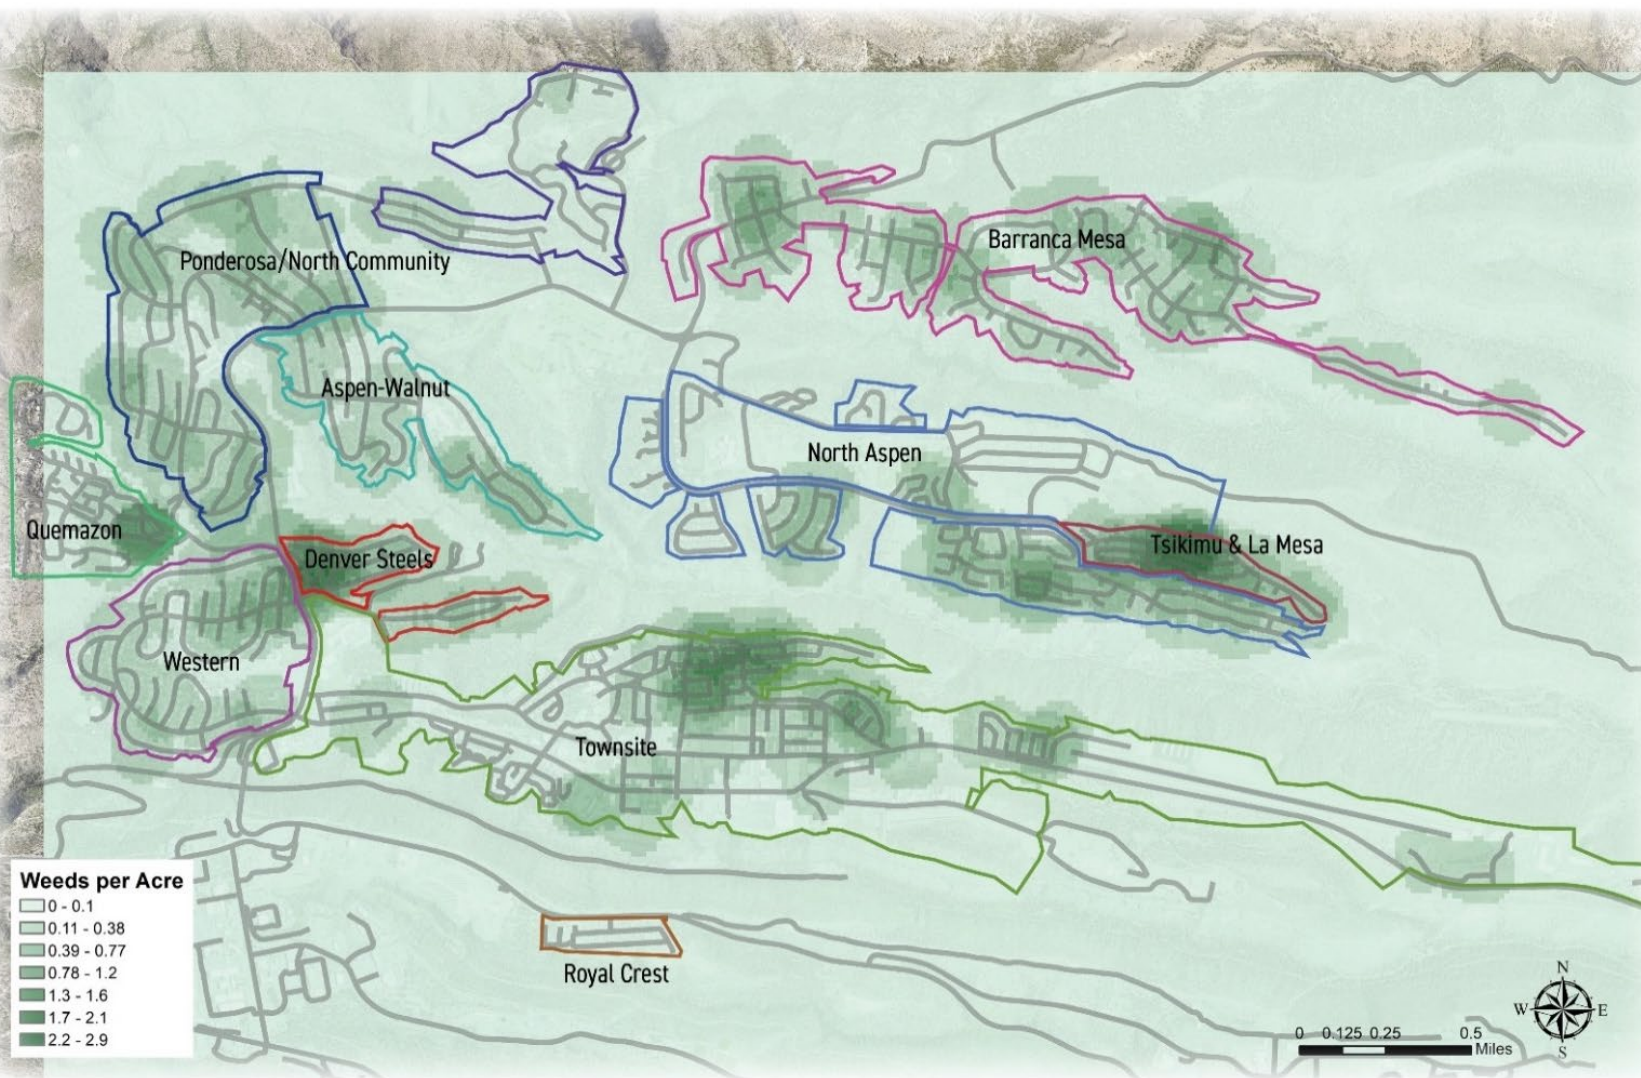 Barranca Mesa
Ponderosa/North Community
Aspen-Walnut
North Aspen
Quemazon
Denver Steels
Tsikimu & La Mesa
Western
Townsite
Royal Crest
Weeds per Acre
0 - 0.1
0.11 - 0.38
0.39 - 0.77
0.78 - 1.2
1.3 - 1.6
1.7 - 2.1
2.2 - 2.9
N
W E
S
0 0.125 0.25 0.5
Miles